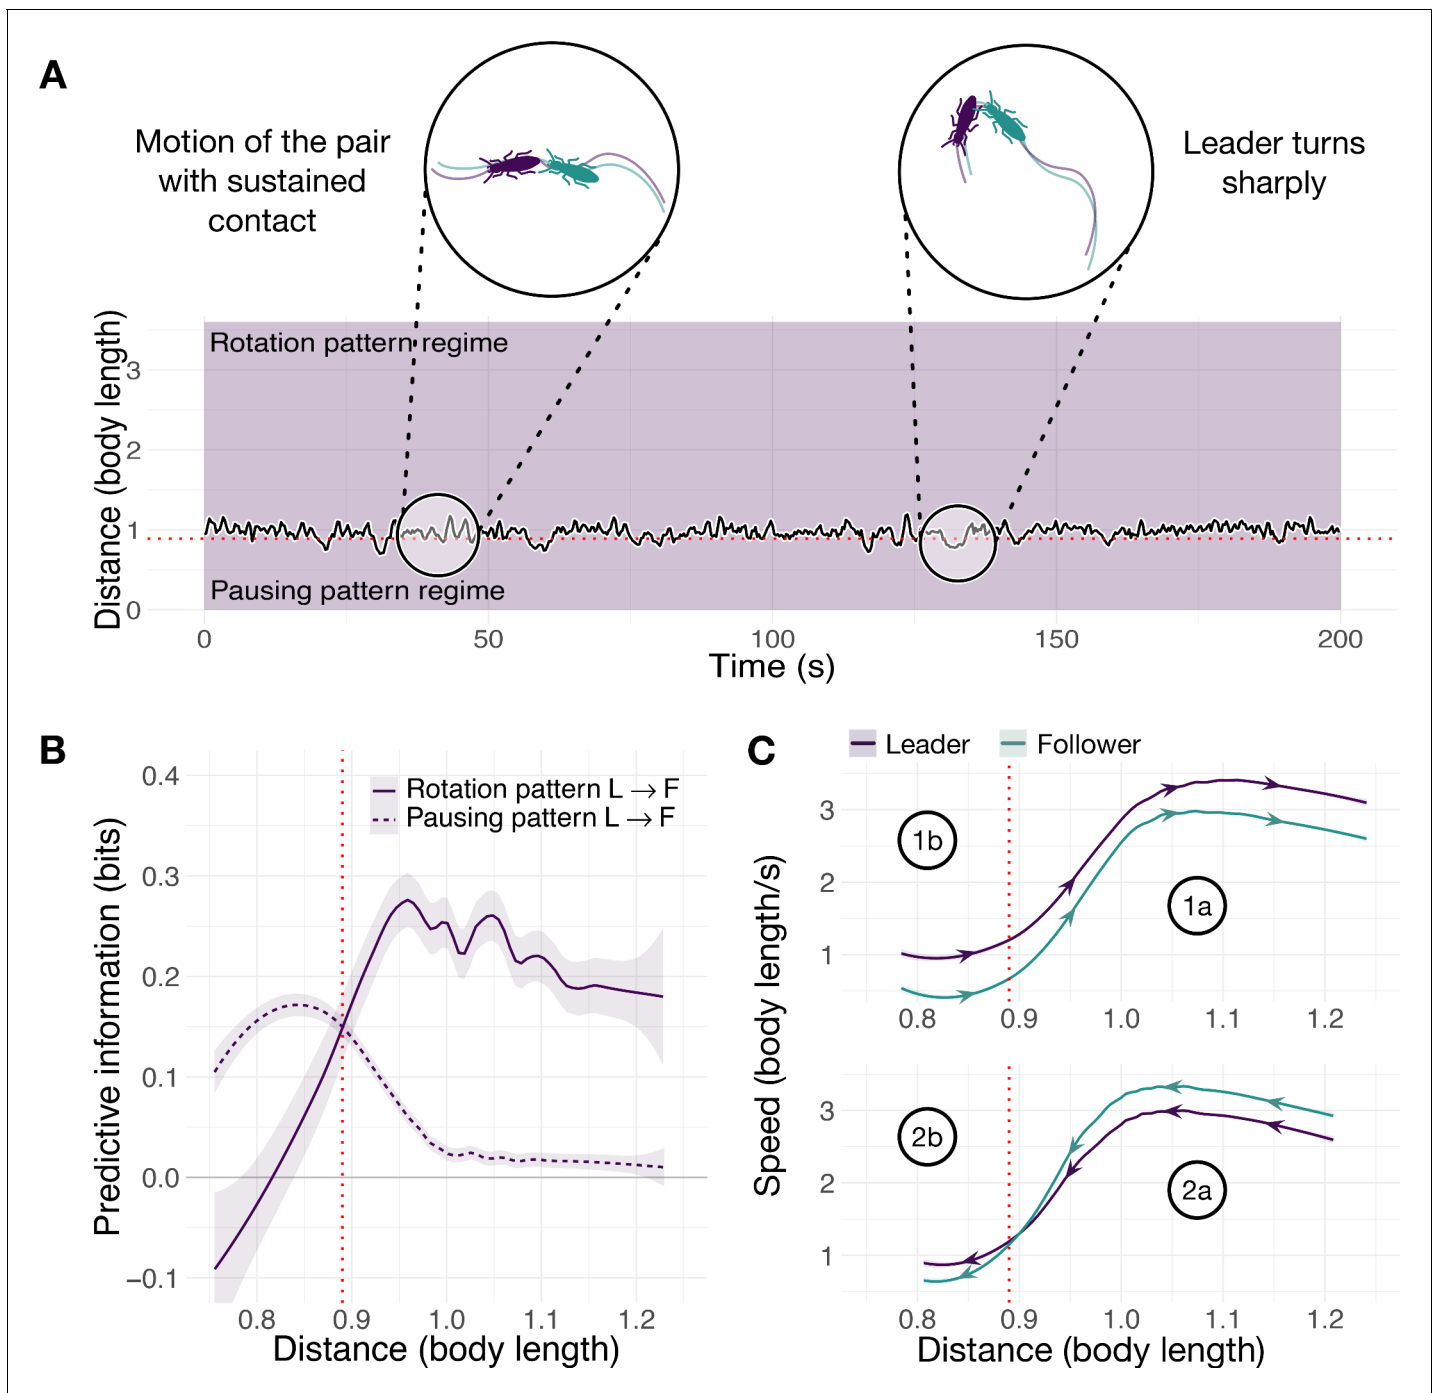 A
Motion of the pair
with sustained
contact
Leader turns
sharply
Distance (body length)
Rotation pattern regime
Pausing pattern regime
3
2
1
0
0 50 100 150 200
Time (s)
B
Predictive information (bits)
Rotation pattern L → F
Pausing pattern L → F
0.4
0.3
0.2
0.1
0.0
−0.1
0.8 0.9 1.0 1.1 1.2
Distance (body length)
C
Leader Follower
Speed (body length/s)
3
2
1
1b
1a
0.8 0.9 1.0 1.1 1.2
3
2
1
2b
2a
0.8 0.9 1.0 1.1 1.2
Distance (body length)